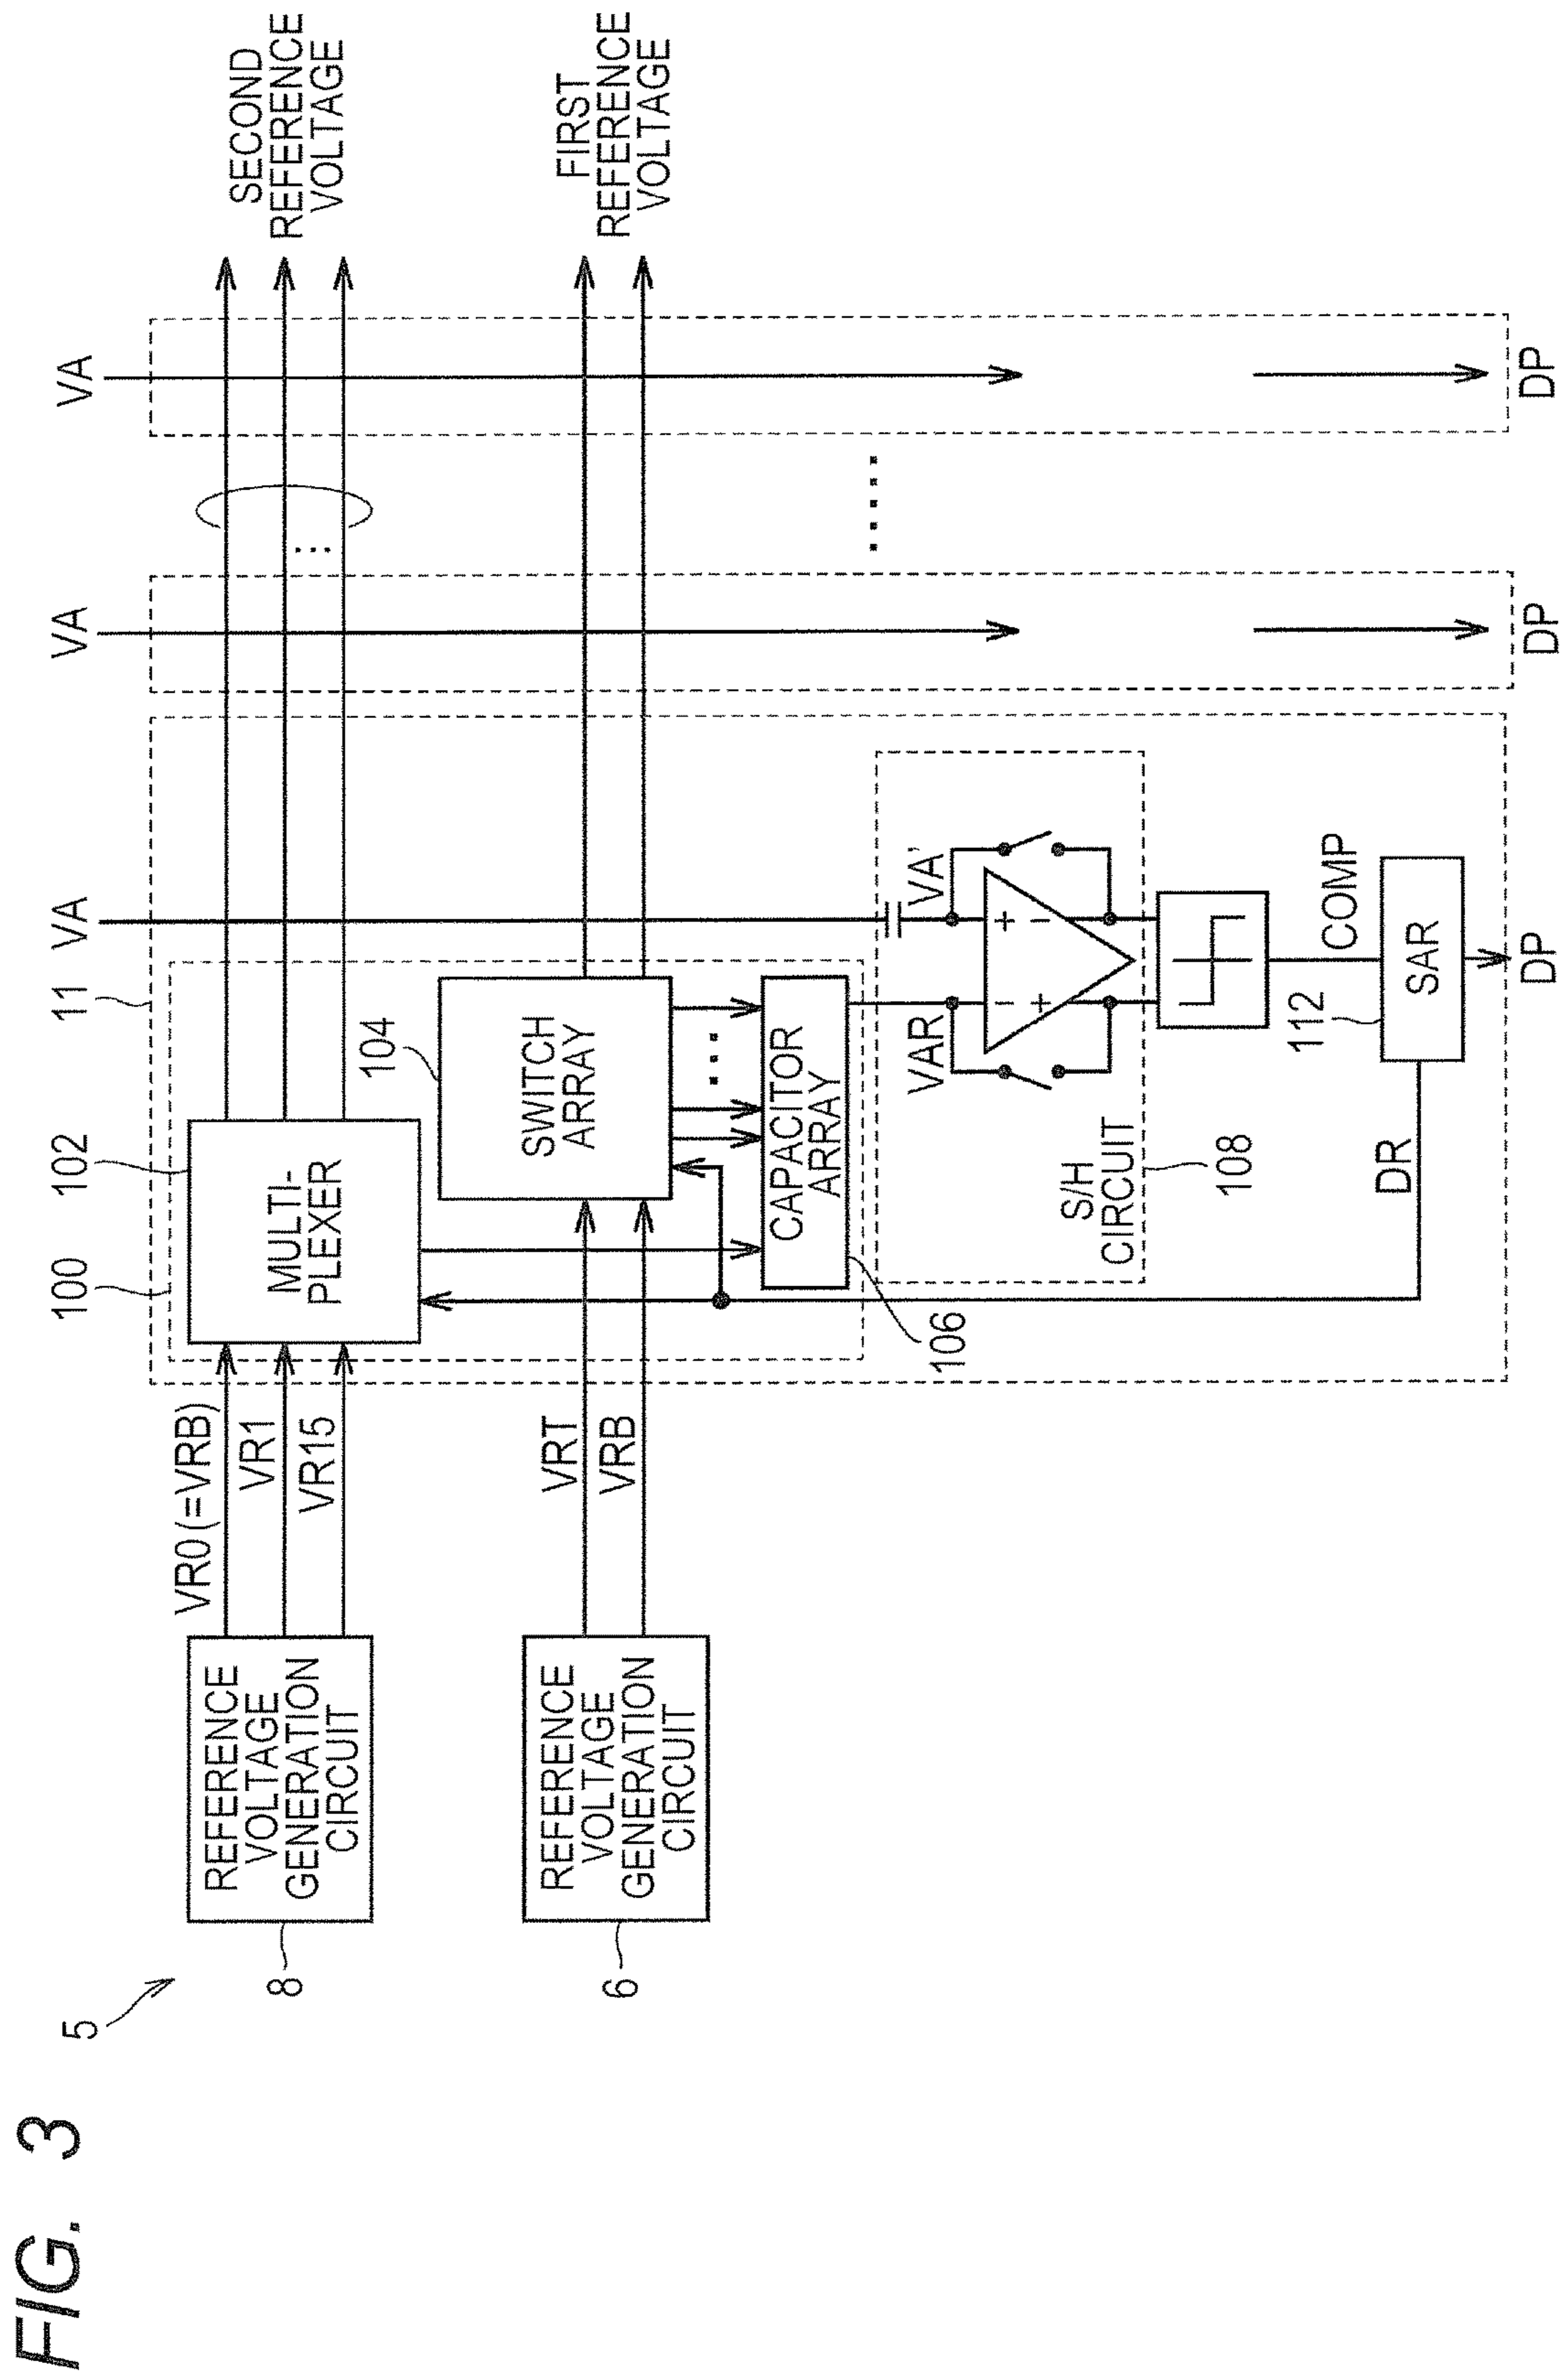 FIG. 3
5
8
REFERENCE
VOLTAGE
GENERATION
CIRCUIT
6
REFERENCE
VOLTAGE
GENERATION
CIRCUIT
VR0(=VRB)
VR1
VR15
VRT
VRB
100
102
11
MULTI-
PLEXER
104
SWITCH
ARRAY
CAPACITOR
ARRAY
106
VA
VAR
VA'
− +
+ −
S/H
CIRCUIT
108
COMP
112
SAR
DR
DP
VA
DP
VA
DP
SECOND
REFERENCE
VOLTAGE
FIRST
REFERENCE
VOLTAGE